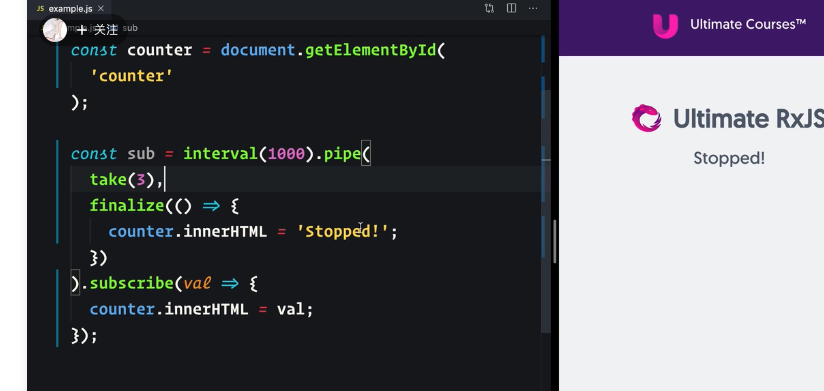 JS example.js ×
+ 关注
sub
const counter = document.getElementById(
'counter'
);
const sub = interval(1000).pipe(
take(3),
finalize(() => {
counter.innerHTML = 'Stopped!';
})
).subscribe(val => {
counter.innerHTML = val;
});
Ultimate Courses™
Ultimate RxJS
Stopped!